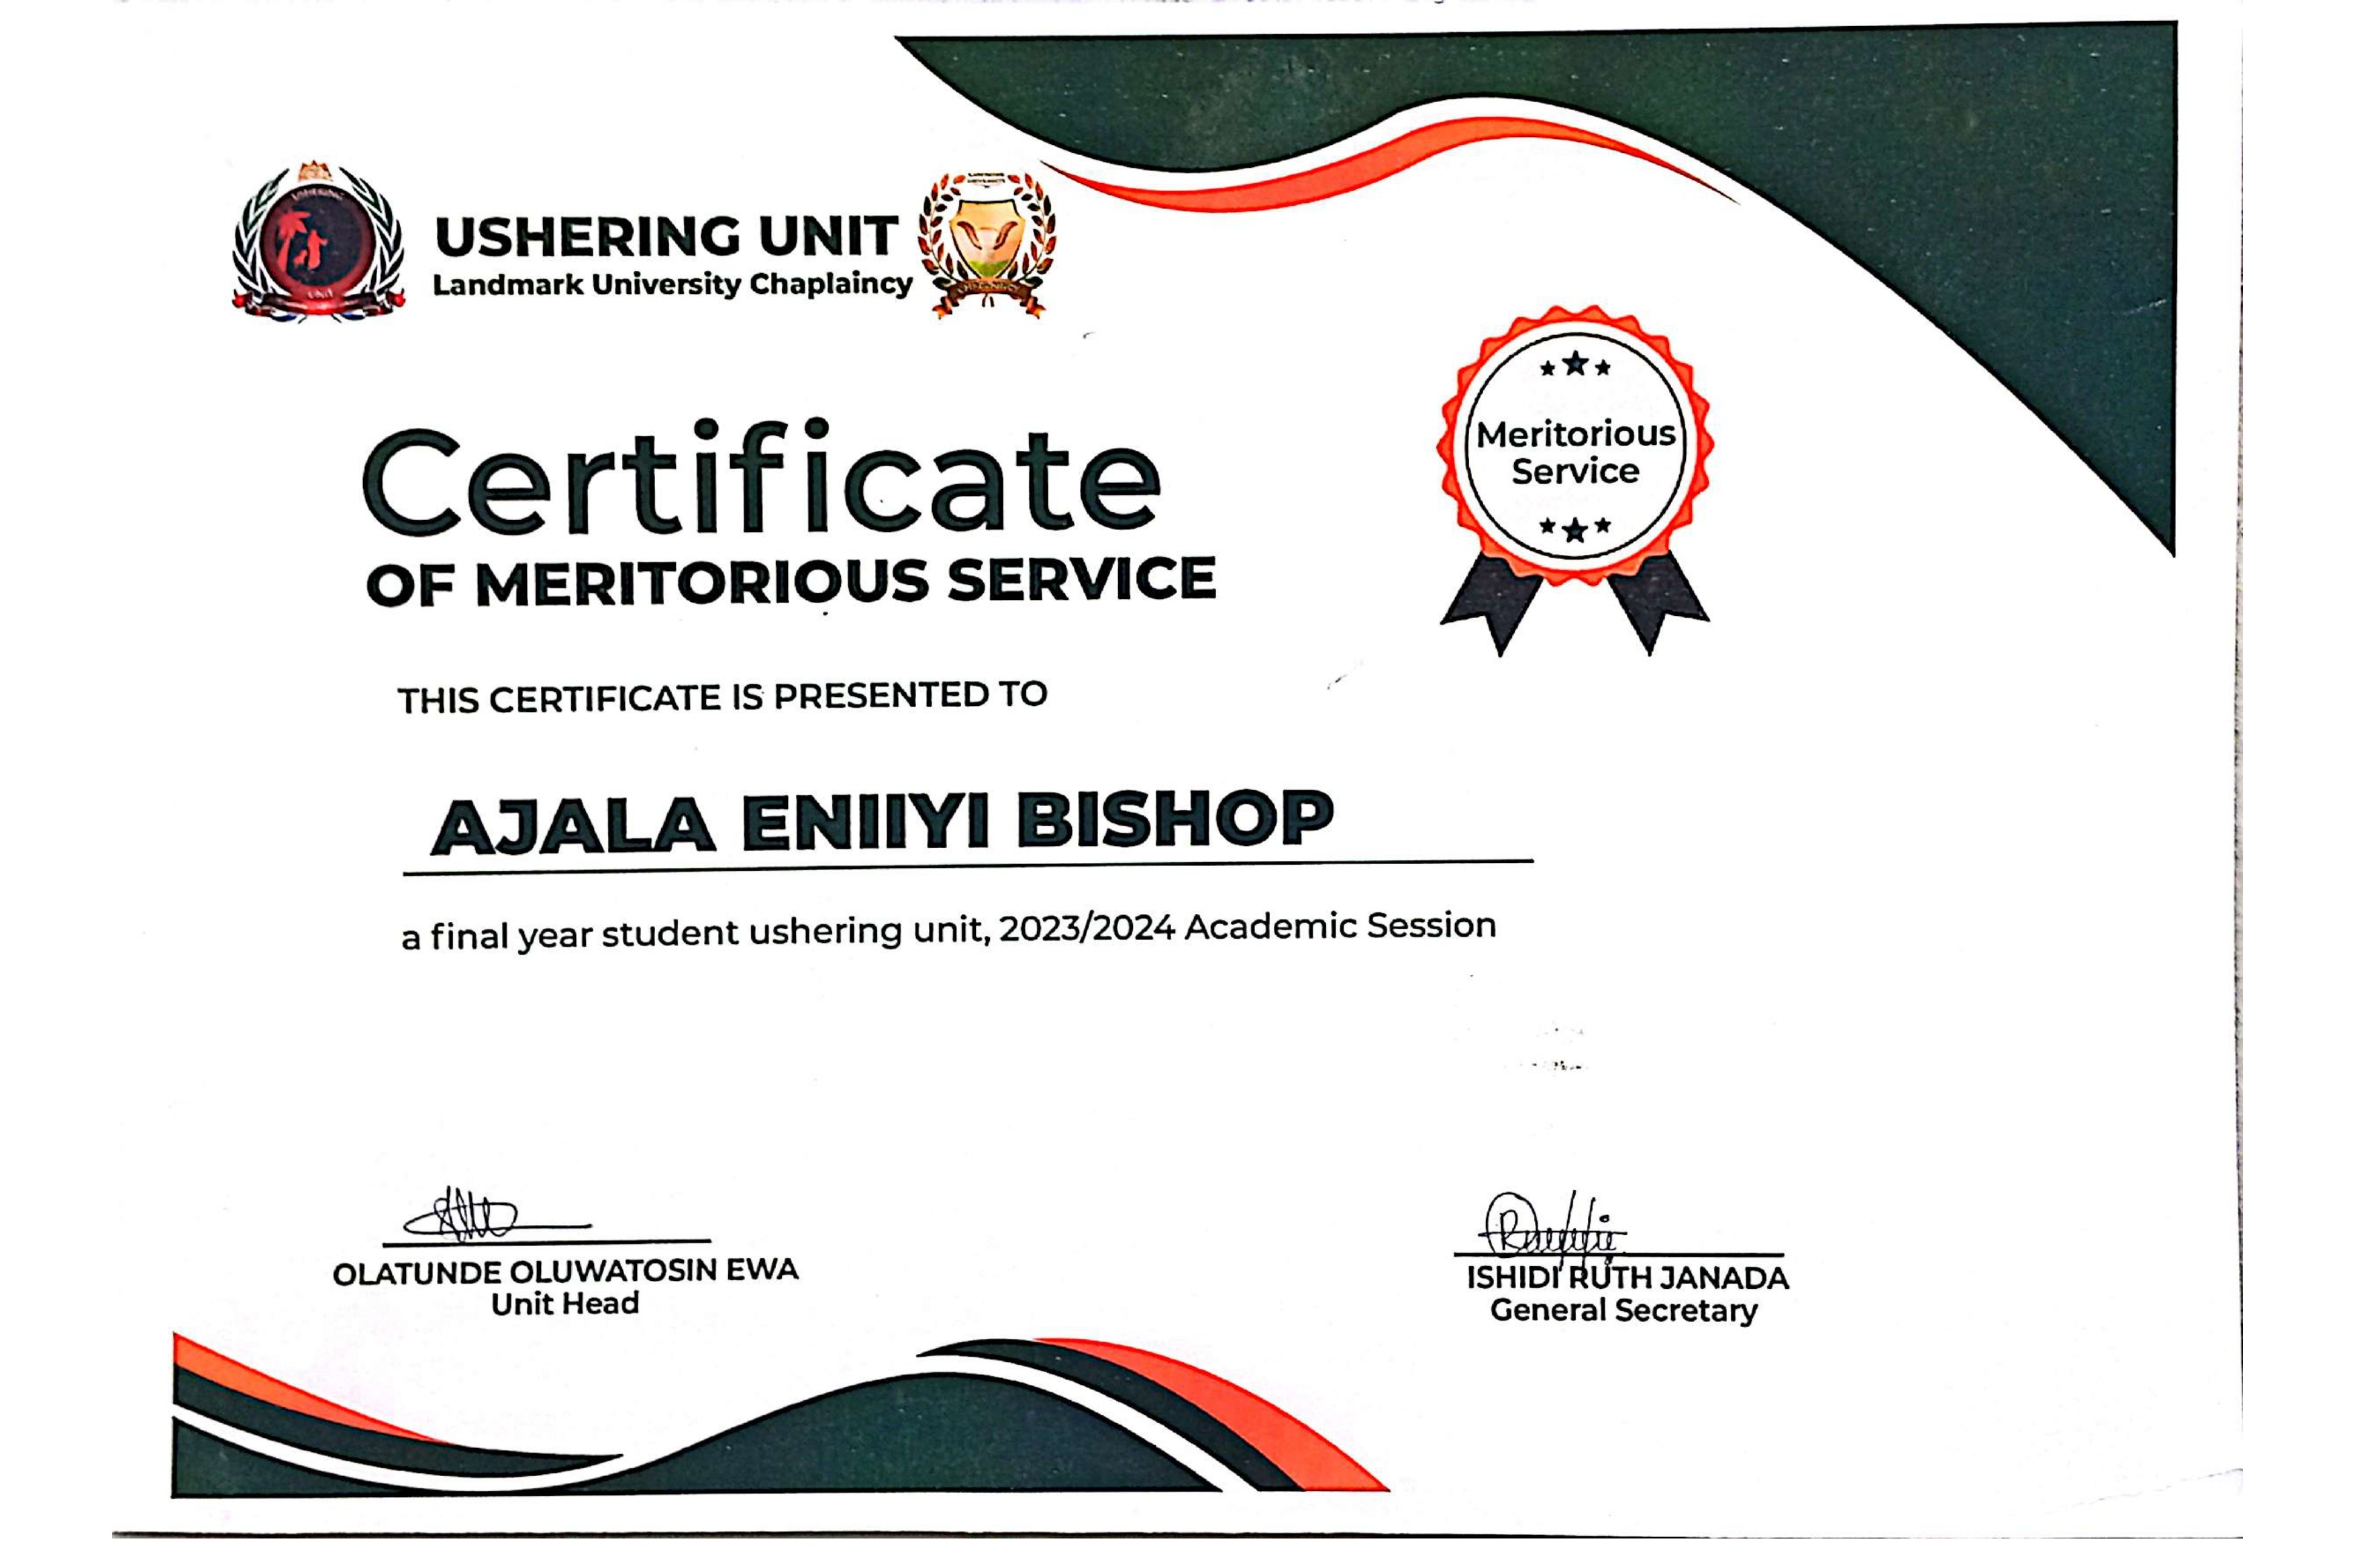 USHERING UNIT
Landmark University Chaplaincy
USHERING
UNIT
Certificate
OF MERITORIOUS SERVICE
Meritorious
Service
THIS CERTIFICATE IS PRESENTED TO
AJALA ENIIYI BISHOP
a final year student ushering unit, 2023/2024 Academic Session
OLATUNDE OLUWATOSIN EWA
Unit Head
ISHIDI RUTH JANADA
General Secretary